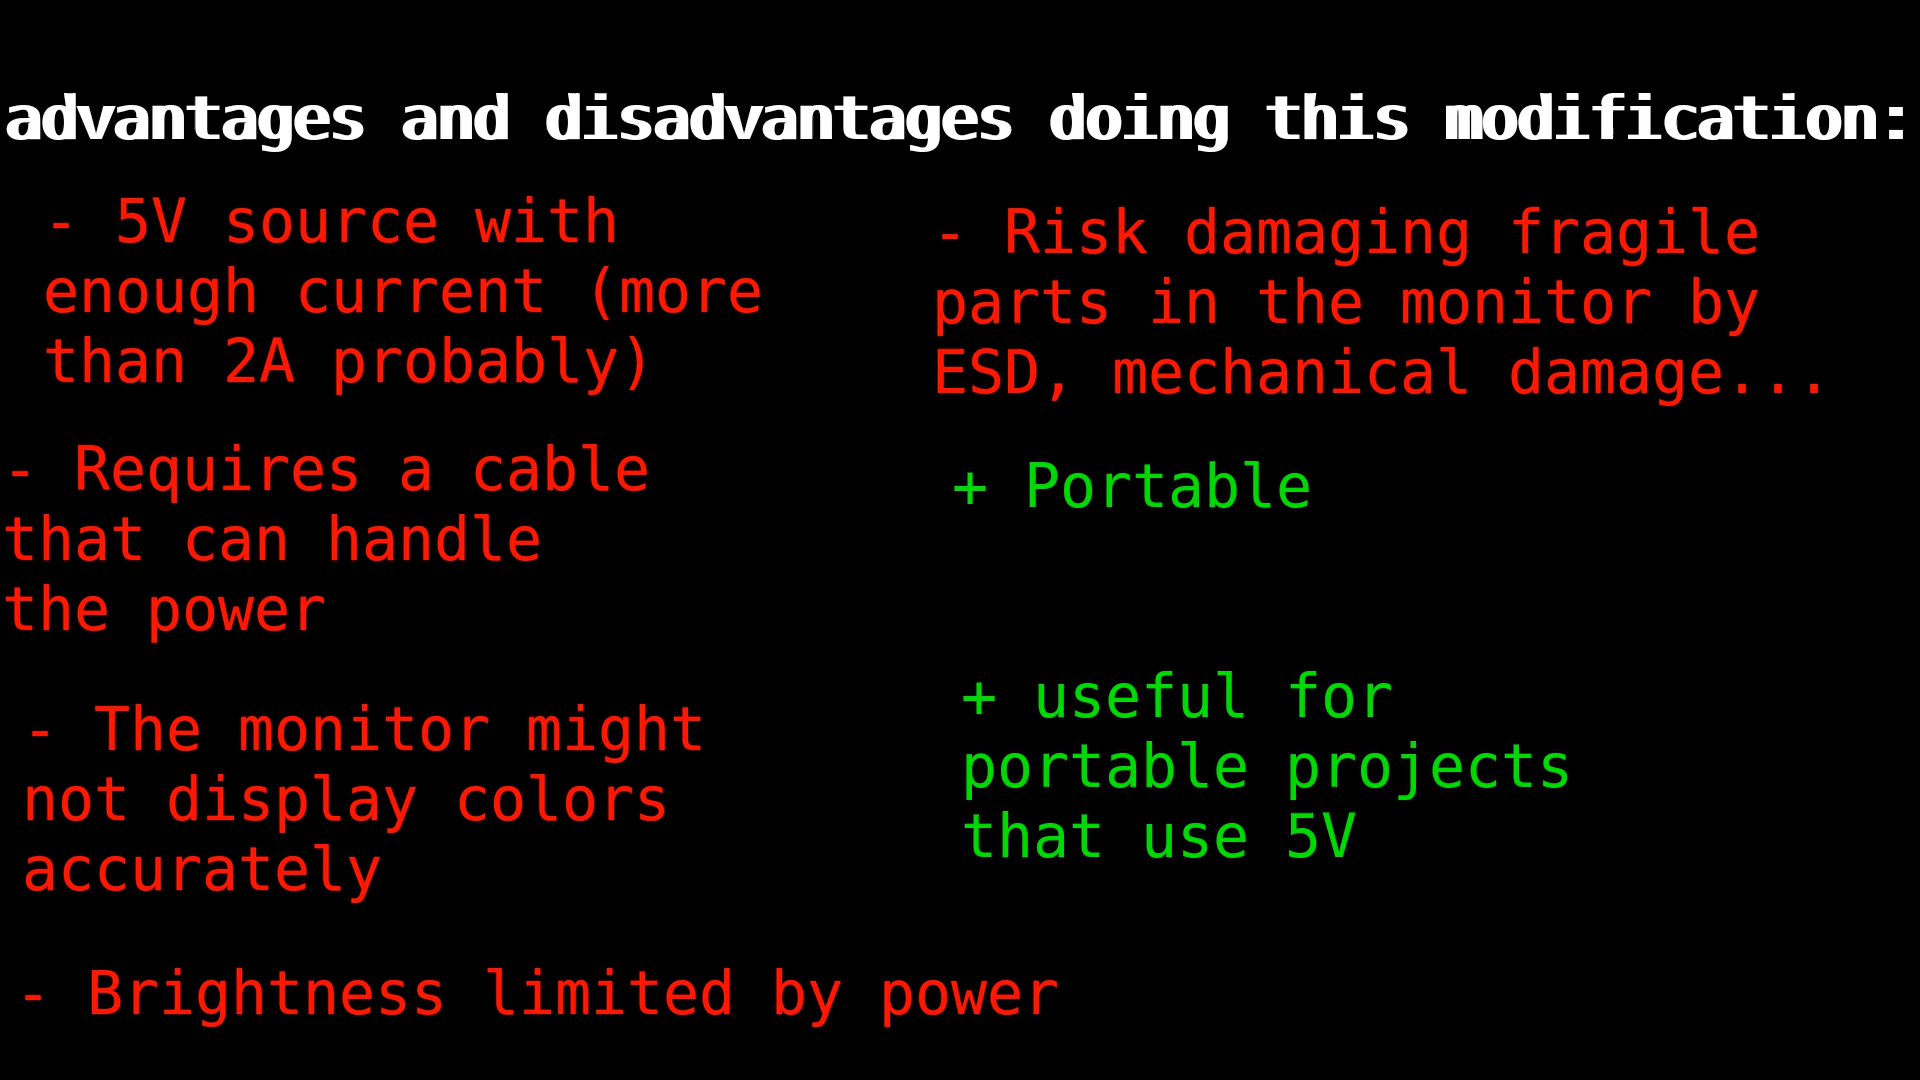 advantages and disadvantages doing this modification:
- 5V source with
enough current (more
than 2A probably)
- Requires a cable
that can handle
the power
- The monitor might
not display colors
accurately
- Brightness limited by power
- Risk damaging fragile
parts in the monitor by
ESD, mechanical damage...
+ Portable
+ useful for
portable projects
that use 5V